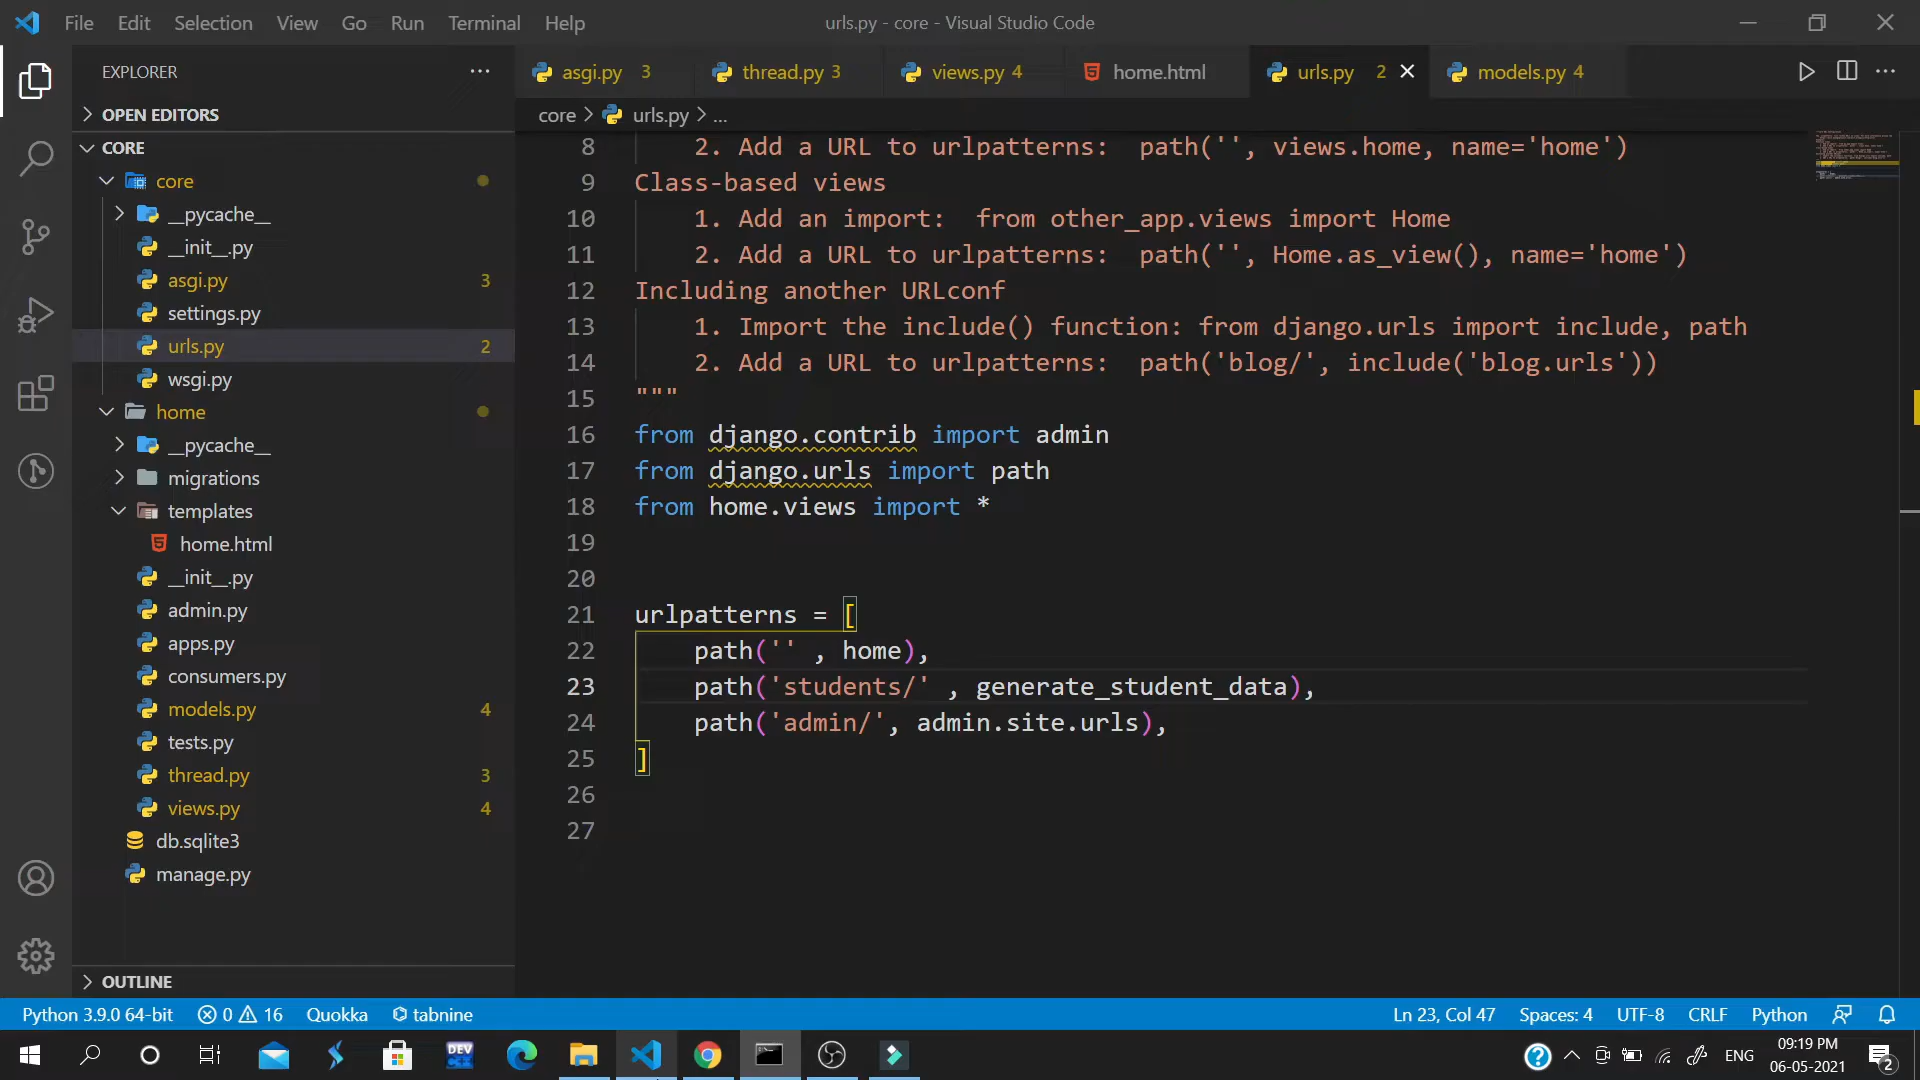 File Edit Selection View Go Run Terminal Help
urls.py - core - Visual Studio Code
EXPLORER
OPEN EDITORS
CORE
core
__pycache__
__init__.py
asgi.py 3
settings.py
urls.py 2
wsgi.py
home
__pycache__
migrations
templates
home.html
__init__.py
admin.py
apps.py
consumers.py
models.py 4
tests.py
thread.py 3
views.py 4
db.sqlite3
manage.py
OUTLINE
asgi.py 3 thread.py 3 views.py 4 home.html urls.py 2 models.py 4
core > urls.py > ...
8 2. Add a URL to urlpatterns:  path('', views.home, name='home')
9 Class-based views
10 1. Add an import:  from other_app.views import Home
11 2. Add a URL to urlpatterns:  path('', Home.as_view(), name='home')
12 Including another URLconf
13 1. Import the include() function: from django.urls import include, path
14 2. Add a URL to urlpatterns:  path('blog/', include('blog.urls'))
15 """
16 from django.contrib import admin
17 from django.urls import path
18 from home.views import *
19
20
21 urlpatterns = [
22 path('' , home),
23 path('students/' , generate_student_data),
24 path('admin/', admin.site.urls),
25 ]
26
27
Python 3.9.0 64-bit 0 16 Quokka tabnine Ln 23, Col 47 Spaces: 4 UTF-8 CRLF Python
DEV
ENG
09:19 PM
06-05-2021
2